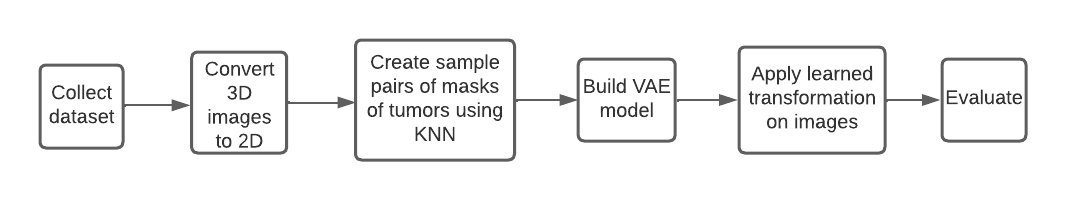 Collect
dataset
Convert
3D
images
to 2D
Create sample
pairs of masks
of tumors using
KNN
Build VAE
model
Apply learned
transformation
on images
Evaluate